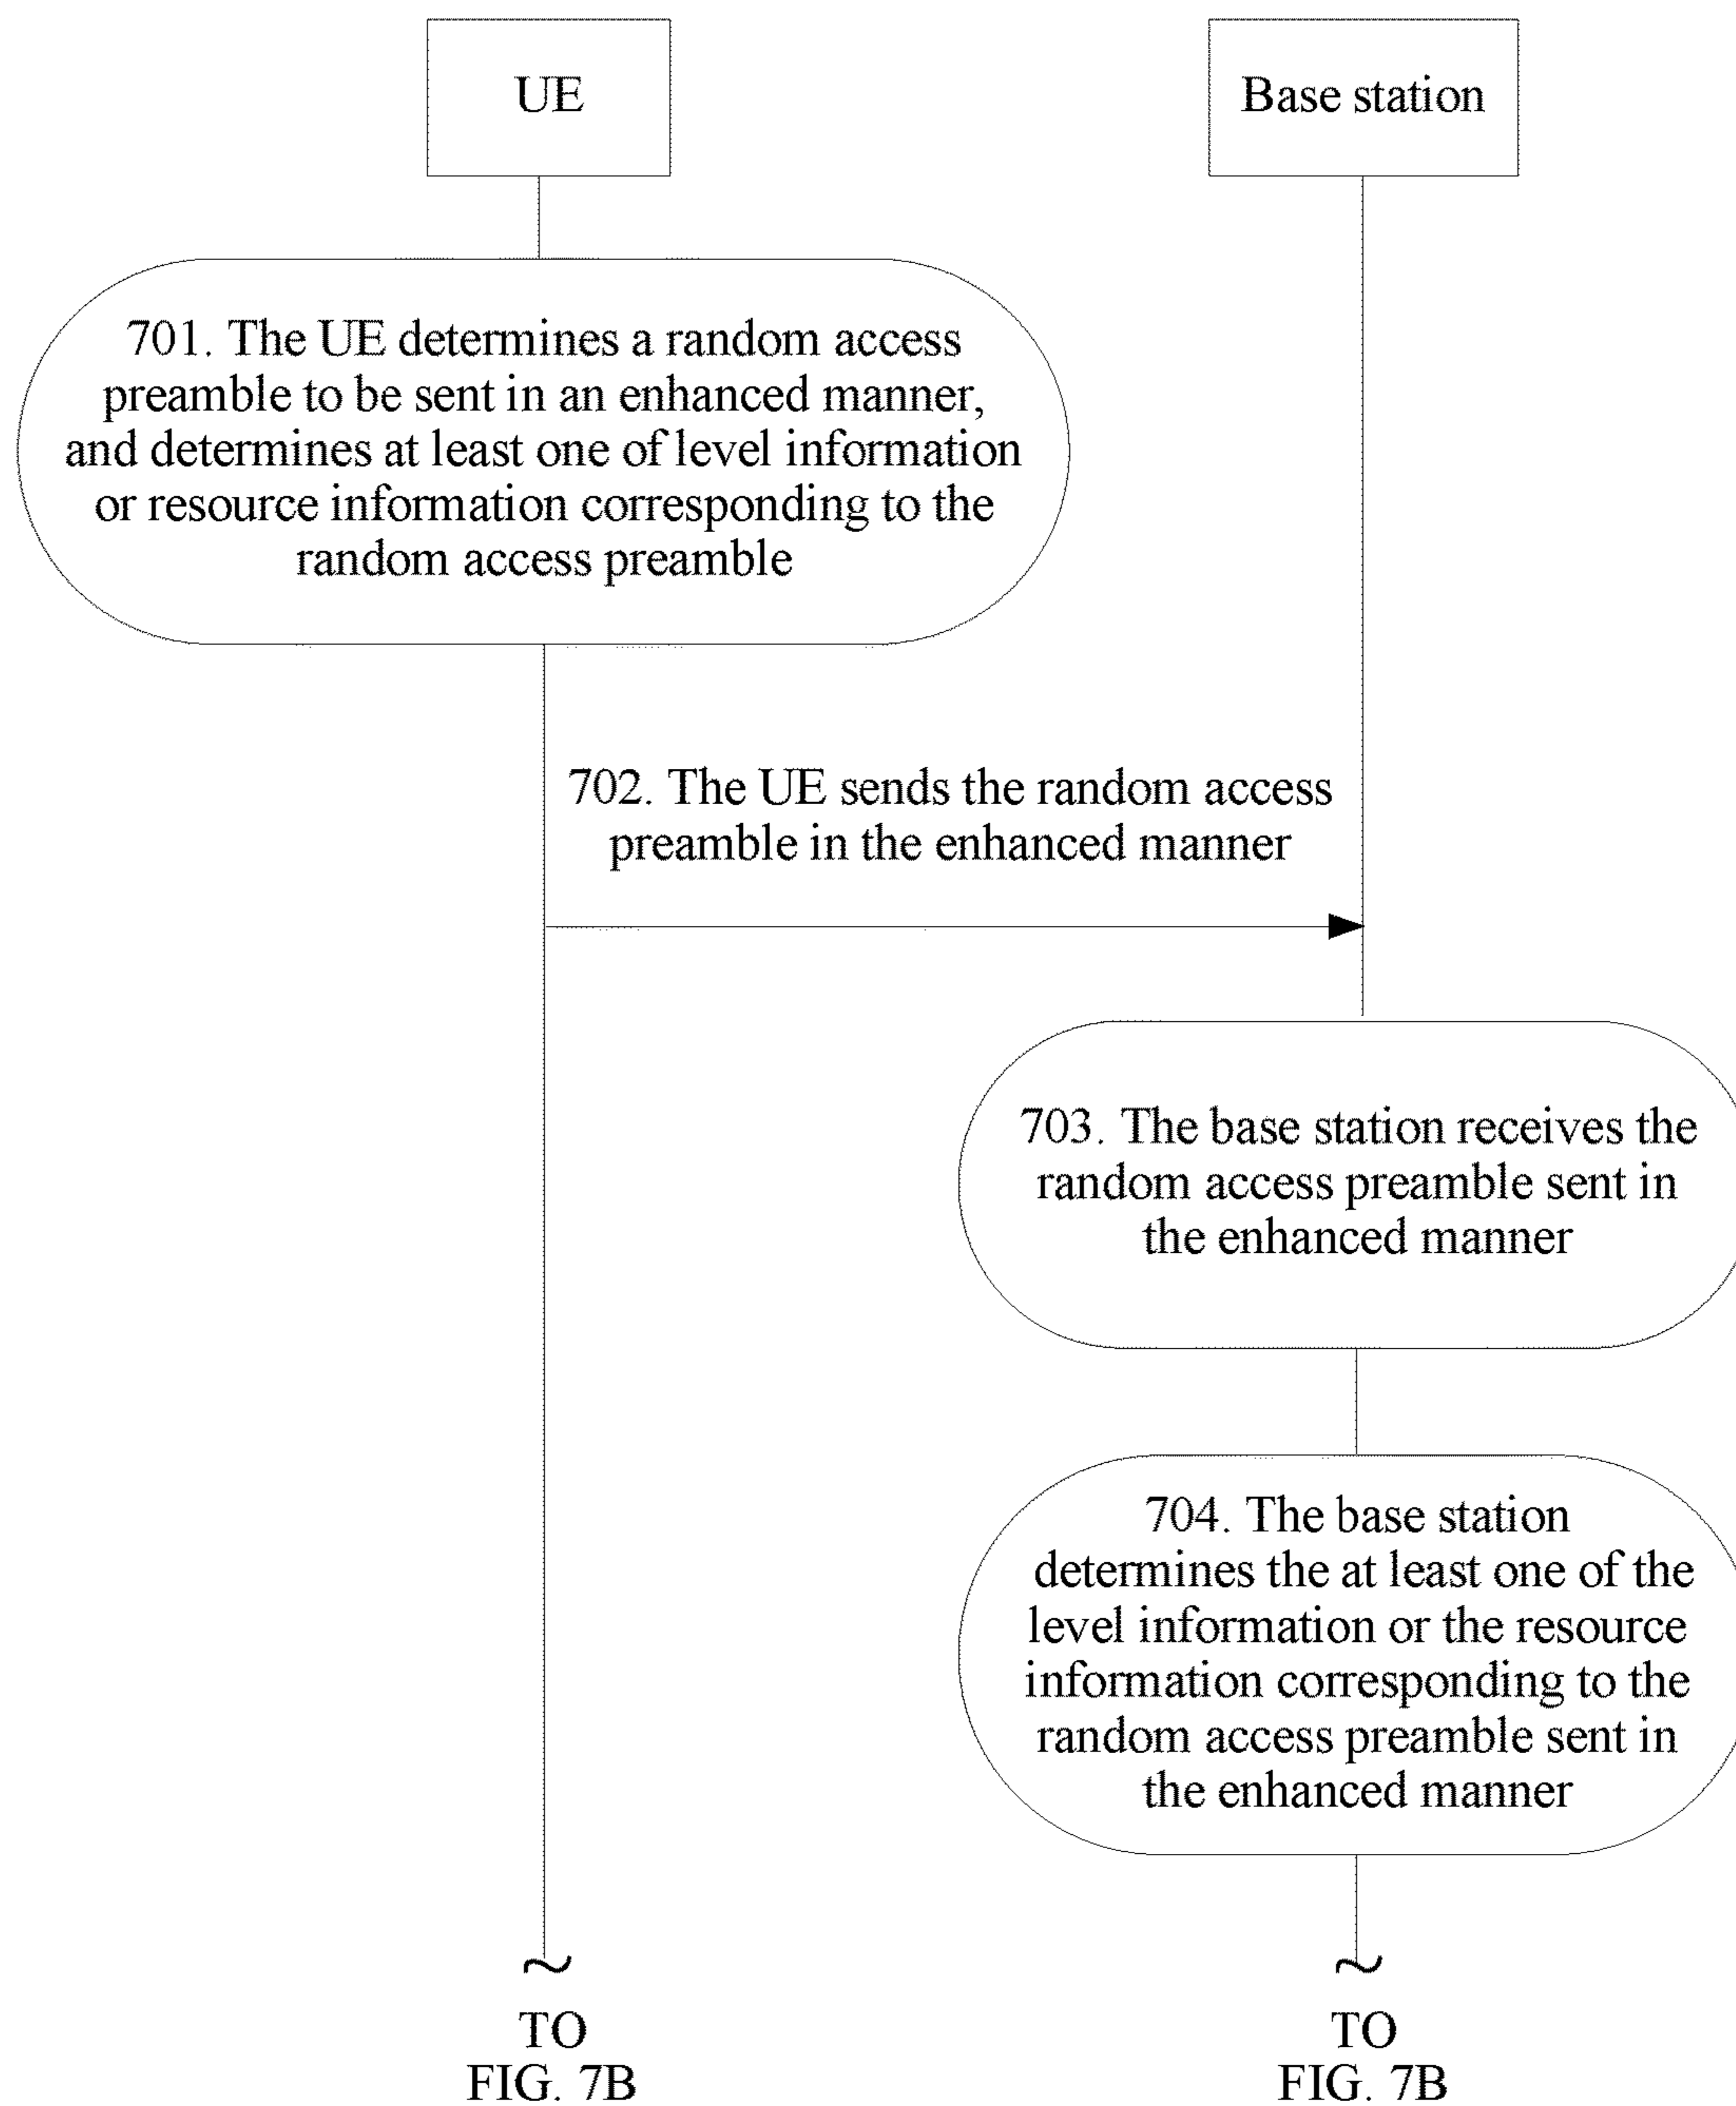 UE
Base station
701. The UE determines a random access
preamble to be sent in an enhanced manner,
and determines at least one of level information
or resource information corresponding to the
random access preamble
702. The UE sends the random access
preamble in the enhanced manner
703. The base station receives the
random access preamble sent in
the enhanced manner
704. The base station
determines the at least one of the
level information or the resource
information corresponding to the
random access preamble sent in
the enhanced manner
TO
FIG. 7B
TO
FIG. 7B